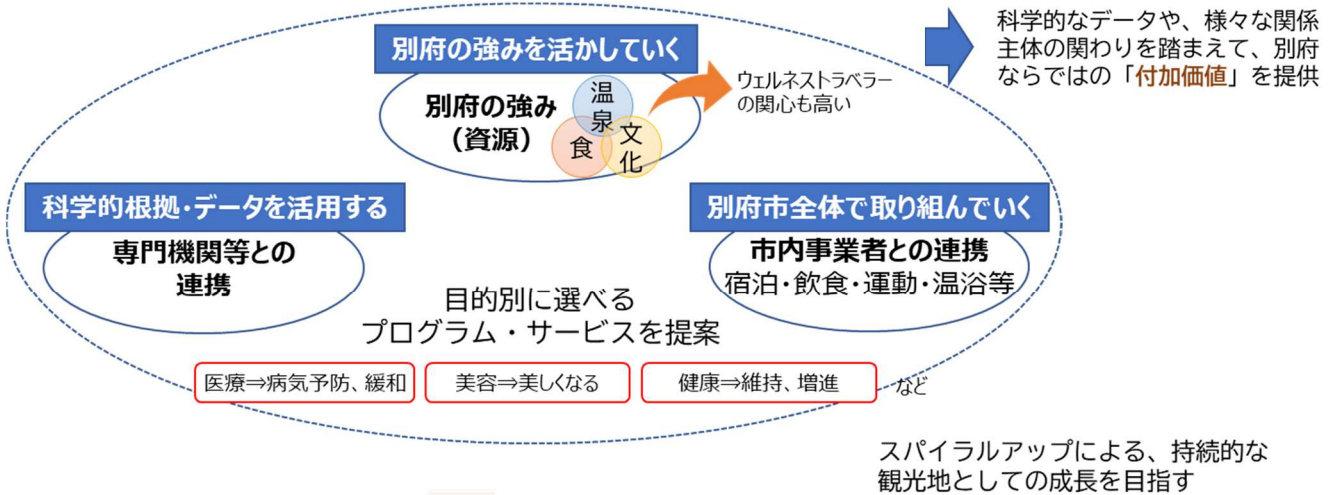 別府の強みを活かしていく
別府の強み
（資源）
温泉
食
文化
ウェルネストラベラー
の関心も高い
科学的なデータや、様々な関係
主体の関わりを踏まえて、別府
ならではの「付加価値」を提供
科学的根拠・データを活用する
専門機関等との
連携
別府市全体で取り組んでいく
市内事業者との連携
宿泊・飲食・運動・温浴等
目的別に選べる
プログラム・サービスを提案
医療⇒病気予防、緩和
美容⇒美しくなる
健康⇒維持、増進
など
スパイラルアップによる、持続的な
観光地としての成長を目指す